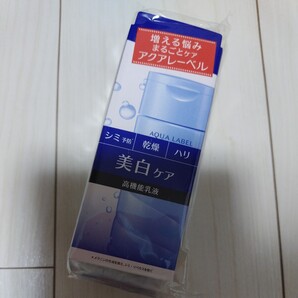 増える悩み
まるごとケア
アクアレーベル
AQUA LABEL
シミ予防 乾燥 ハリ
美白ケア
高機能乳液